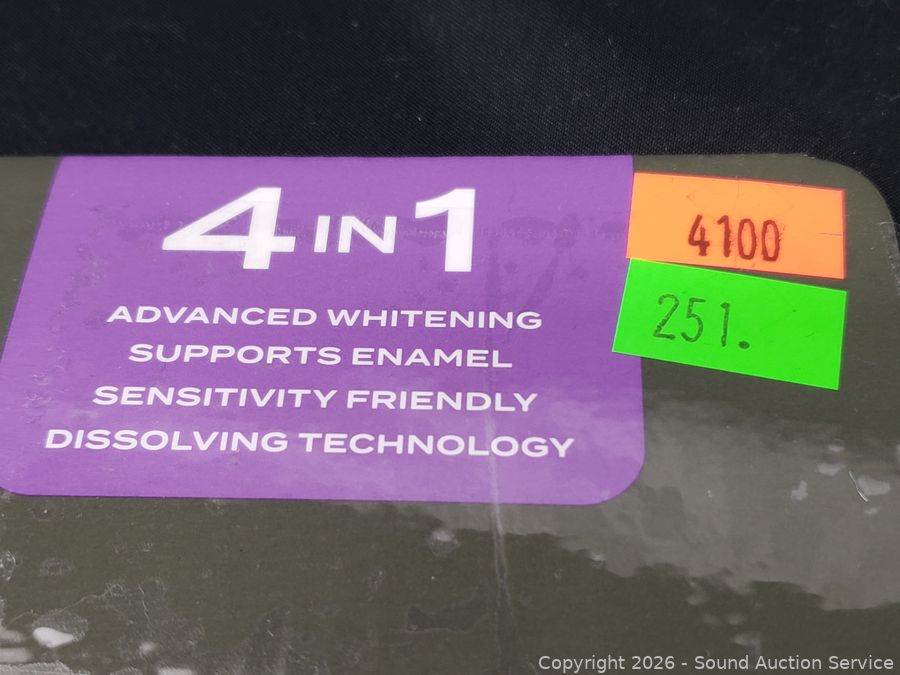 4 IN 1
ADVANCED WHITENING
SUPPORTS ENAMEL
SENSITIVITY FRIENDLY
DISSOLVING TECHNOLOGY
4100
251.
Copyright 2026 - Sound Auction Service